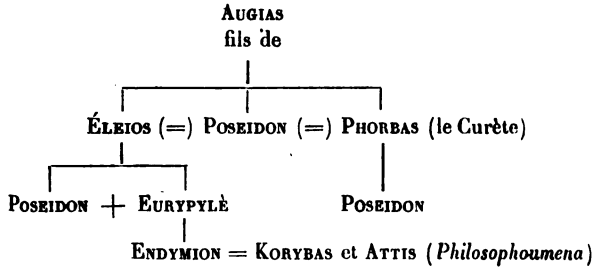 AUGIAS
fils de
ÉLEIOS (=) POSEIDON (=) PHORBAS (le Curète)
POSEIDON + EURYPYLÈ POSEIDON
ENDYMION = KORYBAS et ATTIS (Philosophoumena)